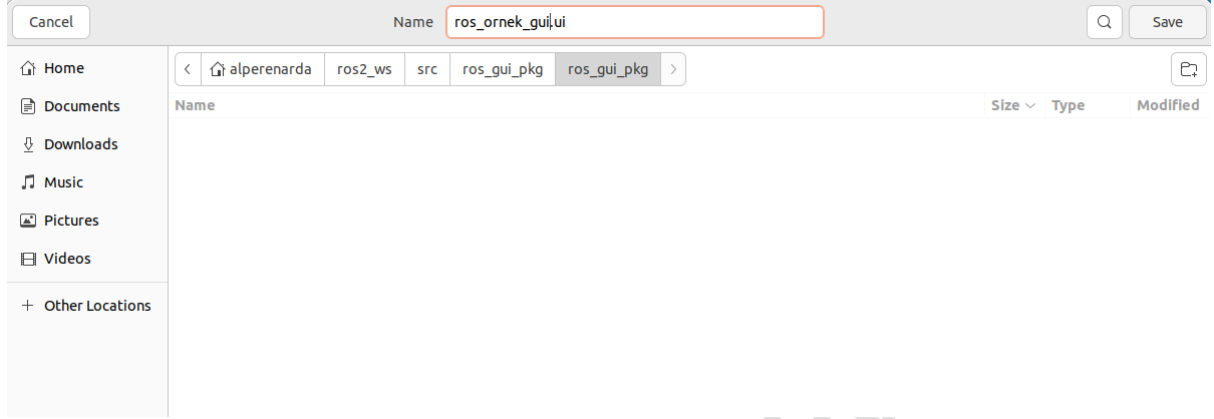 Cancel Name ros_ornek_gui.ui Save
Home alperenarda ros2_ws src ros_gui_pkg ros_gui_pkg
Documents Name Size Type Modified
Downloads
Music
Pictures
Videos
+ Other Locations